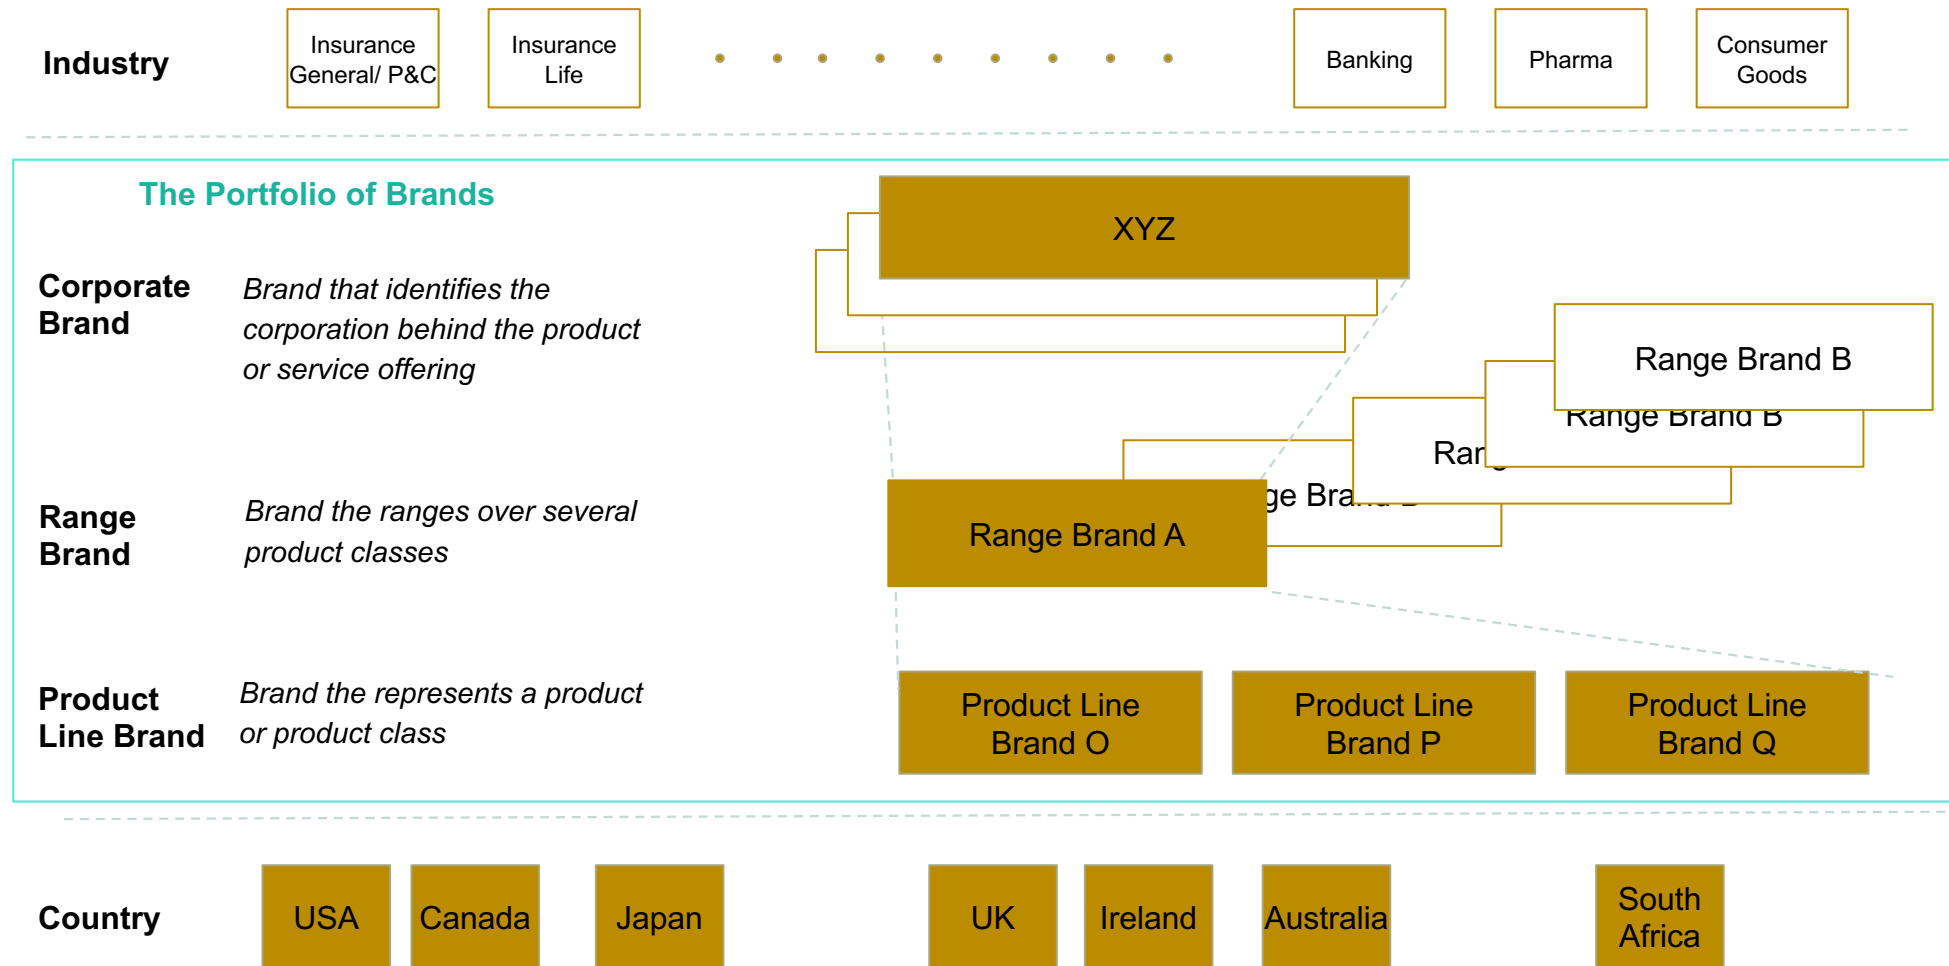 Industry
Insurance
General/ P&C
Insurance
Life
Banking
Pharma
Consumer
Goods
The Portfolio of Brands
XYZ
Corporate
Brand
Brand that identifies the
corporation behind the product
or service offering
Range Brand B
Range Brand B
Range Brand A
Range
Brand
Brand the ranges over several
product classes
Product
Line Brand
Brand the represents a product
or product class
Product Line
Brand O
Product Line
Brand P
Product Line
Brand Q
Country
USA
Canada
Japan
UK
Ireland
Australia
South
Africa